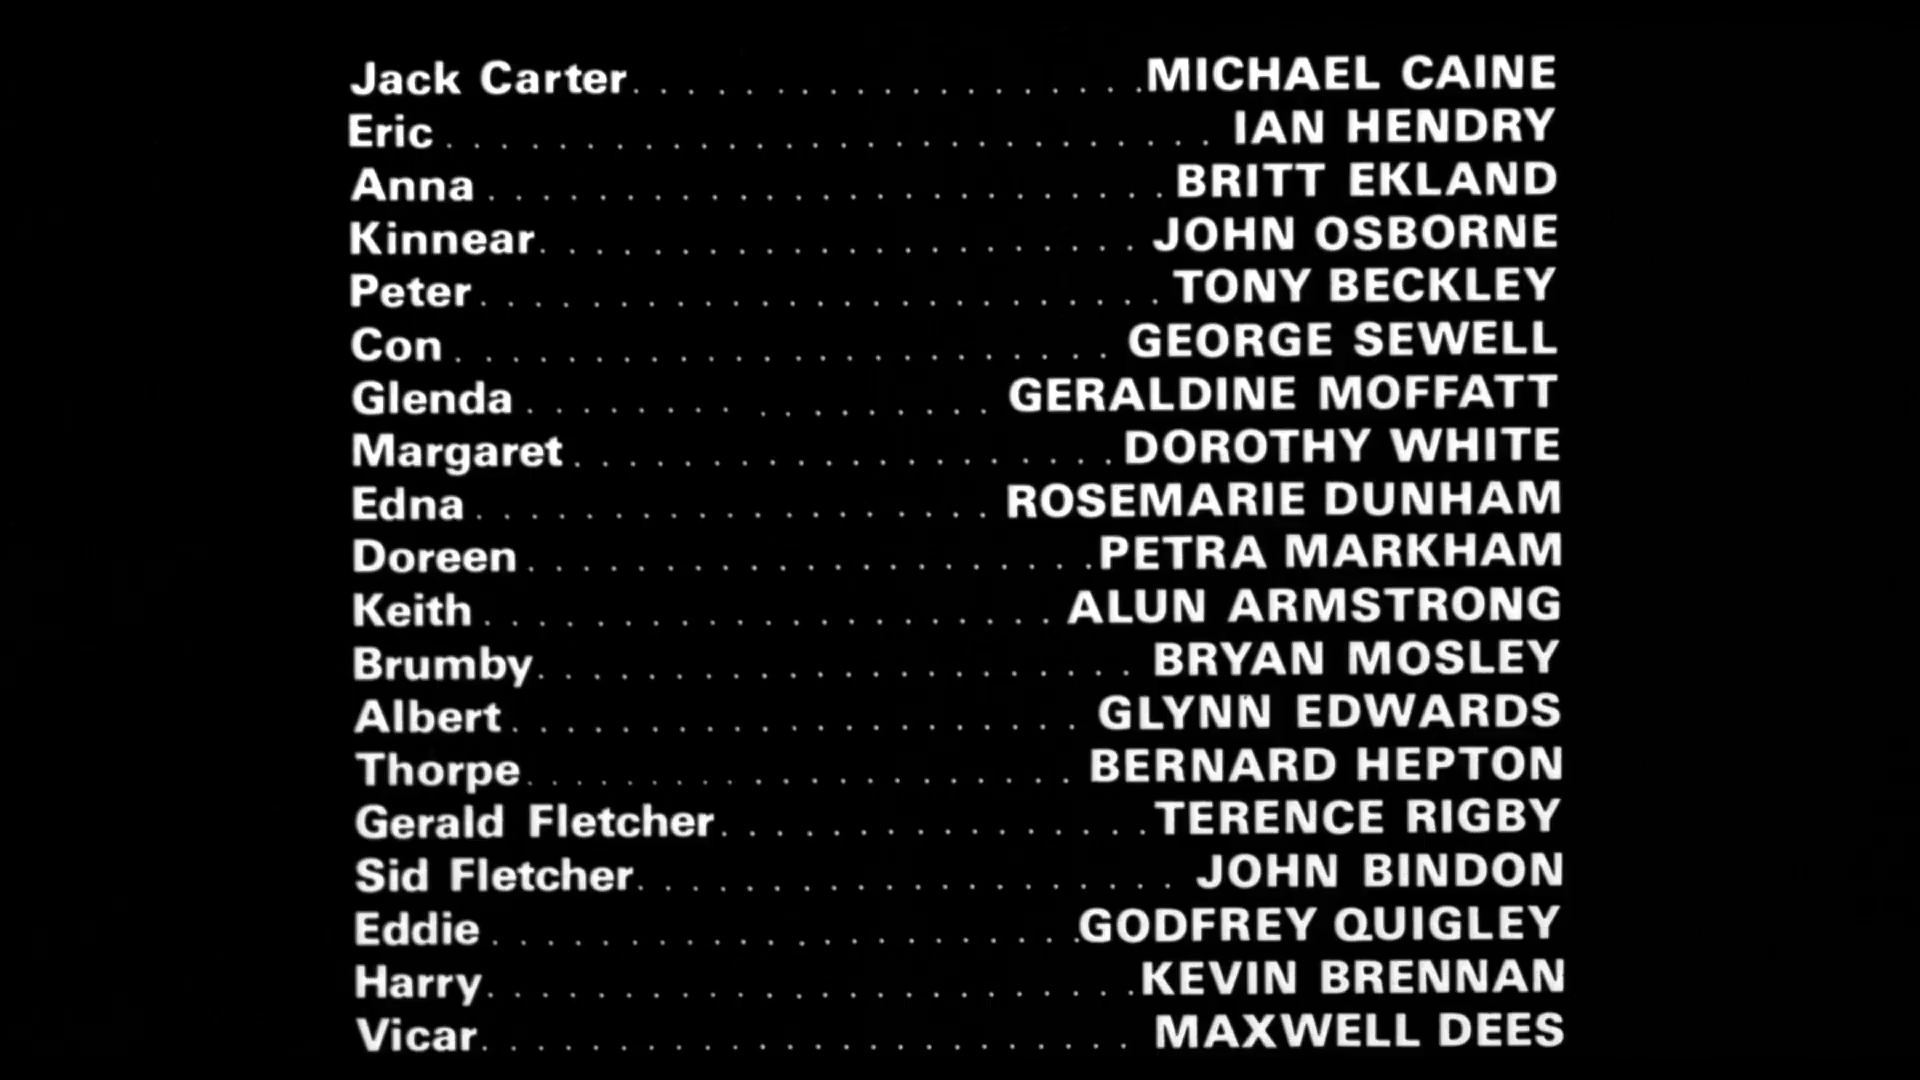 Jack Carter. . . . . . . . . . . . . . . . . . .MICHAEL CAINE
Eric . . . . . . . . . . . . . . . . . . . . . . . . . . . . IAN HENDRY
Anna . . . . . . . . . . . . . . . . . . . . . . . . . BRITT EKLAND
Kinnear. . . . . . . . . . . . . . . . . . . . . . JOHN OSBORNE
Peter . . . . . . . . . . . . . . . . . . . . . . . . . TONY BECKLEY
Con . . . . . . . . . . . . . . . . . . . . . . . . GEORGE SEWELL
Glenda . . . . . . . . . . . . . . . . . GERALDINE MOFFATT
Margaret . . . . . . . . . . . . . . . . . . . . DOROTHY WHITE
Edna . . . . . . . . . . . . . . . . . . . ROSEMARIE DUNHAM
Doreen . . . . . . . . . . . . . . . . . . . . .PETRA MARKHAM
Keith . . . . . . . . . . . . . . . . . . . . . ALUN ARMSTRONG
Brumby. . . . . . . . . . . . . . . . . . . . . . BRYAN MOSLEY
Albert . . . . . . . . . . . . . . . . . . . . . GLYNN EDWARDS
Thorpe . . . . . . . . . . . . . . . . . . . . BERNARD HEPTON
Gerald Fletcher. . . . . . . . . . . . . . . . TERENCE RIGBY
Sid Fletcher. . . . . . . . . . . . . . . . . . . . JOHN BINDON
Eddie . . . . . . . . . . . . . . . . . . . . . .GODFREY QUIGLEY
Harry. . . . . . . . . . . . . . . . . . . . . . . .KEVIN BRENNAN
Vicar. . . . . . . . . . . . . . . . . . . . . . . . MAXWELL DEES